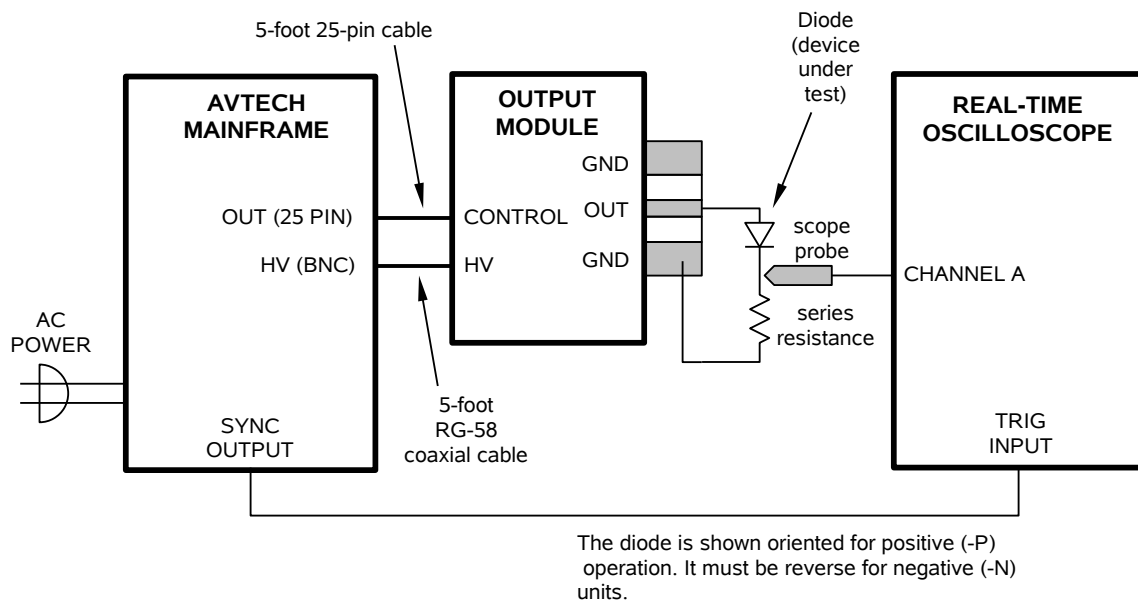 5-foot 25-pin cable
Diode
(device
under
test)
AVTECH
MAINFRAME
OUTPUT
MODULE
REAL-TIME
OSCILLOSCOPE
GND
OUT (25 PIN)
CONTROL
OUT
scope
probe
HV (BNC)
HV
GND
CHANNEL A
series
resistance
AC
POWER
5-foot
RG-58
coaxial cable
SYNC
OUTPUT
TRIG
INPUT
The diode is shown oriented for positive (-P)
operation. It must be reverse for negative (-N)
units.